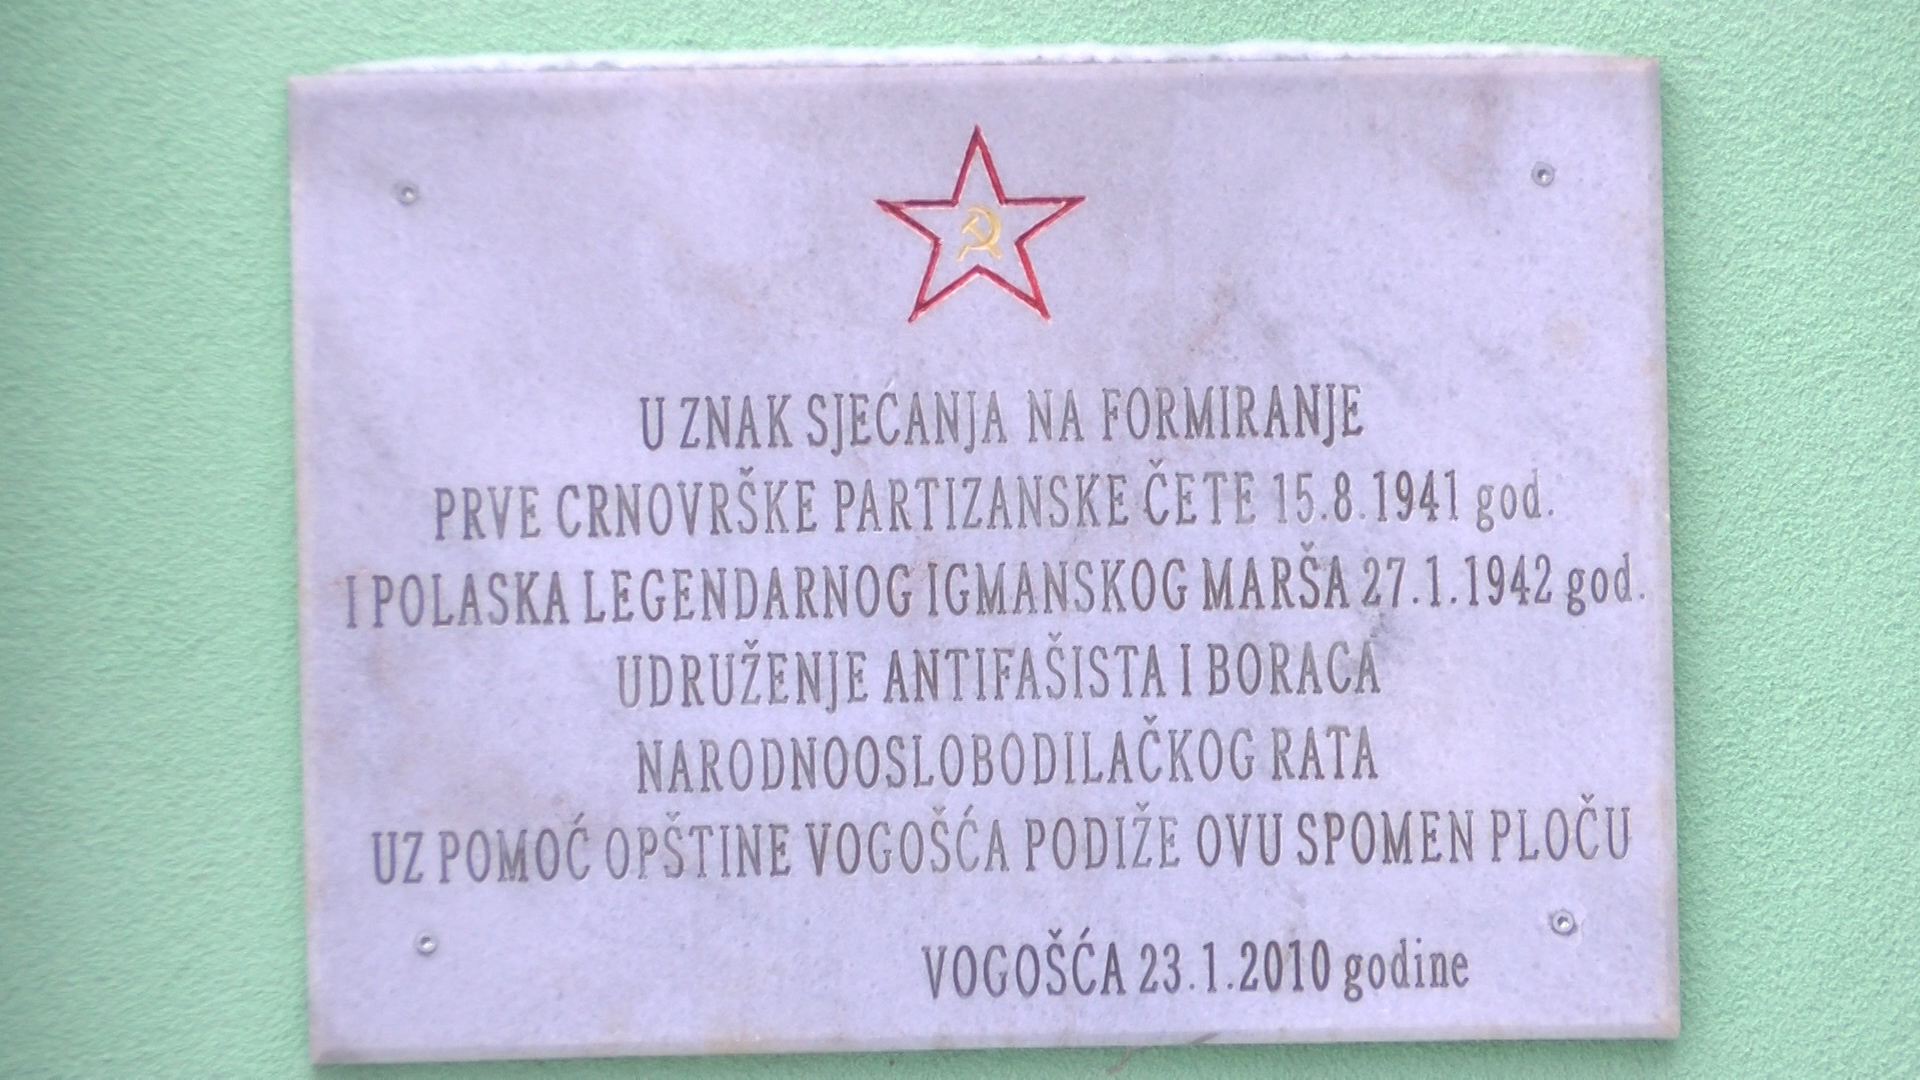 U ZNAK SJEĆANJA NA FORMIRANJE
PRVE CRNOVRŠKE PARTIZANSKE ČETE 15.8.1941 god.
I POLASKA LEGENDARNOG IGMANSKOG MARŠA 27.1.1942 god.
UDRUŽENJE ANTIFAŠISTA I BORACA
NARODNOOSLOBODILAČKOG RATA
UZ POMOĆ OPŠTINE VOGOŠĆA PODIŽE OVU SPOMEN PLOČU
VOGOŠĆA 23.1.2010 godine